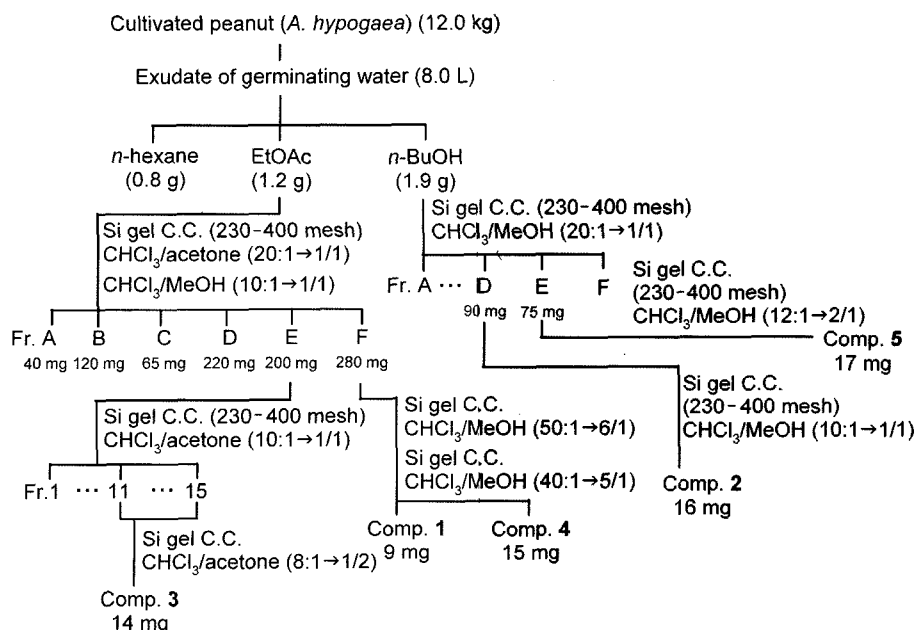 Cultivated peanut (A. hypogaea) (12.0 kg)
Exudate of germinating water (8.0 L)
n-hexane
(0.8 g)
EtOAc
(1.2 g)
n-BuOH
(1.9 g)
Si gel C.C. (230-400 mesh)
CHCl₃/acetone (20:1→1/1)
CHCl₃/MeOH (10:1→1/1)
Fr. A B C D E F
40 mg 120 mg 65 mg 220 mg 200 mg 280 mg
Si gel C.C. (230-400 mesh)
CHCl₃/MeOH (20:1→1/1)
Fr. A ··· D E F
90 mg 75 mg
Si gel C.C.
(230-400 mesh)
CHCl₃/MeOH (12:1→2/1)
Comp. 5
17 mg
Si gel C.C.
(230-400 mesh)
CHCl₃/MeOH (10:1→1/1)
Comp. 2
16 mg
Si gel C.C. (230-400 mesh)
CHCl₃/acetone (10:1→1/1)
Fr.1 ··· 11 ··· 15
Si gel C.C.
CHCl₃/acetone (8:1→1/2)
Comp. 3
14 mg
Si gel C.C.
CHCl₃/MeOH (50:1→6/1)
Si gel C.C.
CHCl₃/MeOH (40:1→5/1)
Comp. 1
9 mg
Comp. 4
15 mg